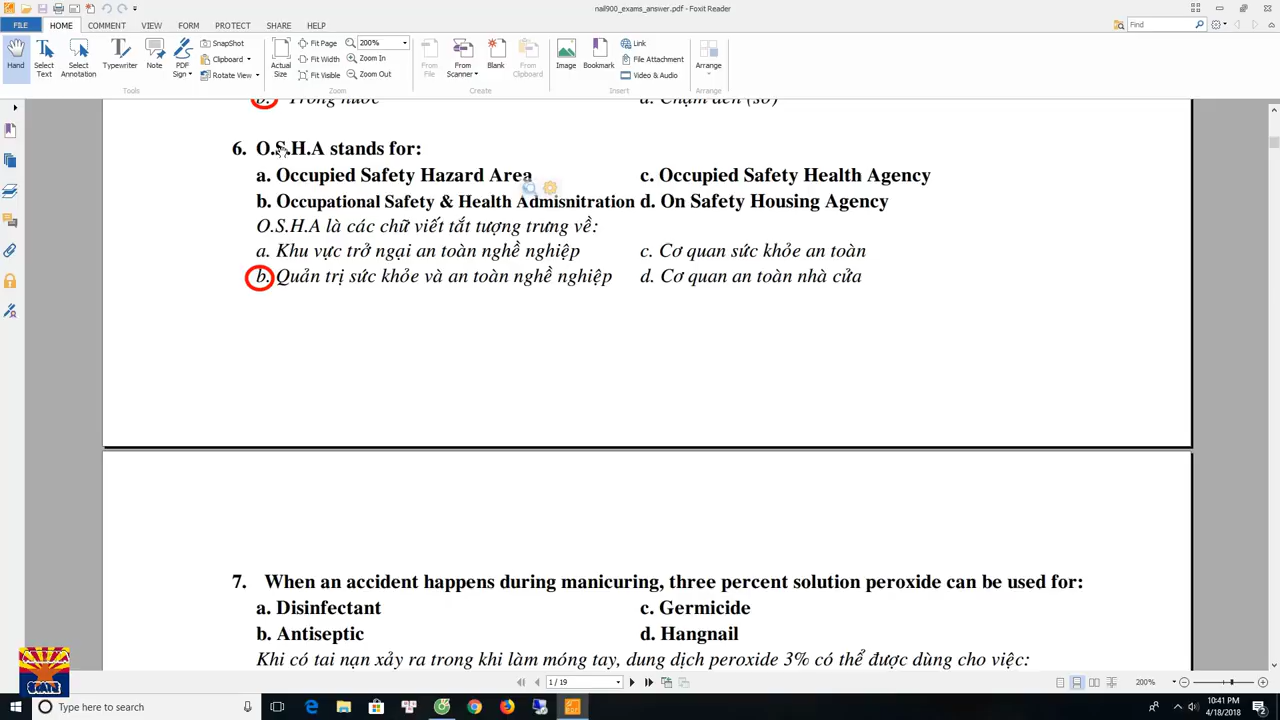 nail900_exams_answer.pdf - Foxit Reader
FILE HOME COMMENT VIEW FORM PROTECT SHARE HELP
Find
Hand
Select Text
Select Annotation
Typewriter
Note
PDF Sign
SnapShot
Clipboard
Rotate View
Tools
Actual Size
Fit Page
Fit Width
Fit Visible
200%
Zoom In
Zoom Out
Zoom
From File
From Scanner
Blank
From Clipboard
Create
Image
Bookmark
Link
File Attachment
Video & Audio
Insert
Arrange
Arrange
b. Trong nước d. Chậm đen (sờ)
6. O.S.H.A stands for:
a. Occupied Safety Hazard Area c. Occupied Safety Health Agency
b. Occupational Safety & Health Admisnitration d. On Safety Housing Agency
O.S.H.A là các chữ viết tắt tượng trưng về:
a. Khu vực trở ngại an toàn nghề nghiệp c. Cơ quan sức khỏe an toàn
b. Quản trị sức khỏe và an toàn nghề nghiệp d. Cơ quan an toàn nhà cửa
7. When an accident happens during manicuring, three percent solution peroxide can be used for:
a. Disinfectant c. Germicide
b. Antiseptic d. Hangnail
Khi có tai nạn xảy ra trong khi làm móng tay, dung dịch peroxide 3% có thể được dùng cho việc:
1 / 19
200%
STATE
Type here to search
10:41 PM
4/18/2018